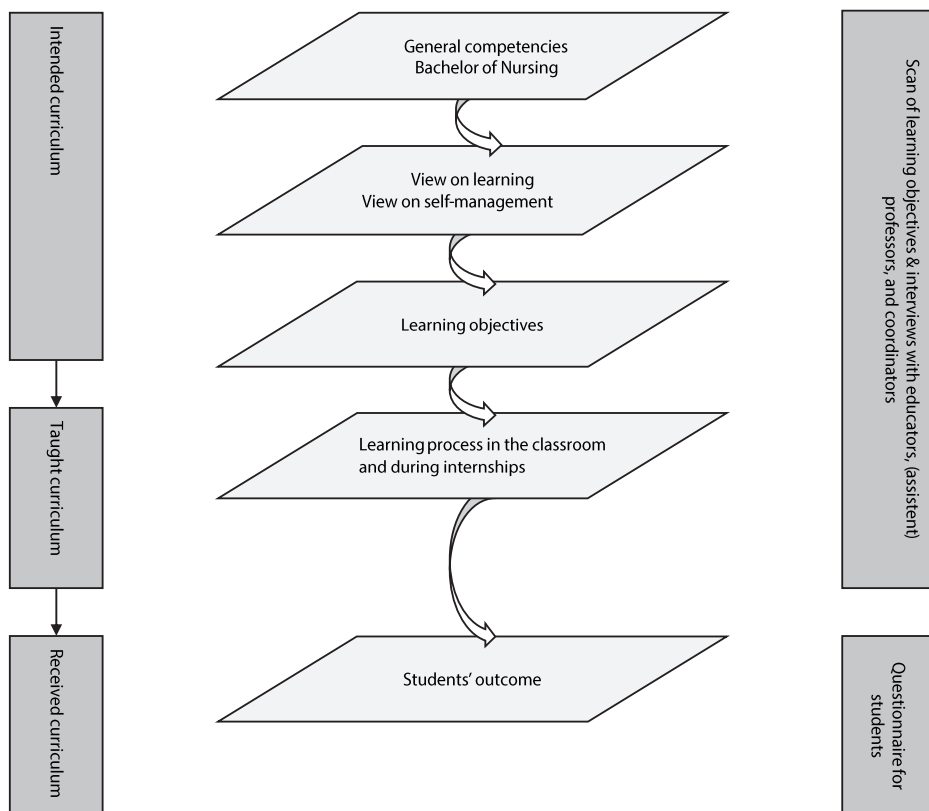 Intended curriculum
Taught curriculum
Received curriculum
General competencies
Bachelor of Nursing
View on learning
View on self-management
Learning objectives
Learning process in the classroom
and during internships
Students’ outcome
Scan of learning objectives & interviews with educators, (assistent)
professors, and coordinators
Questionnaire for
students